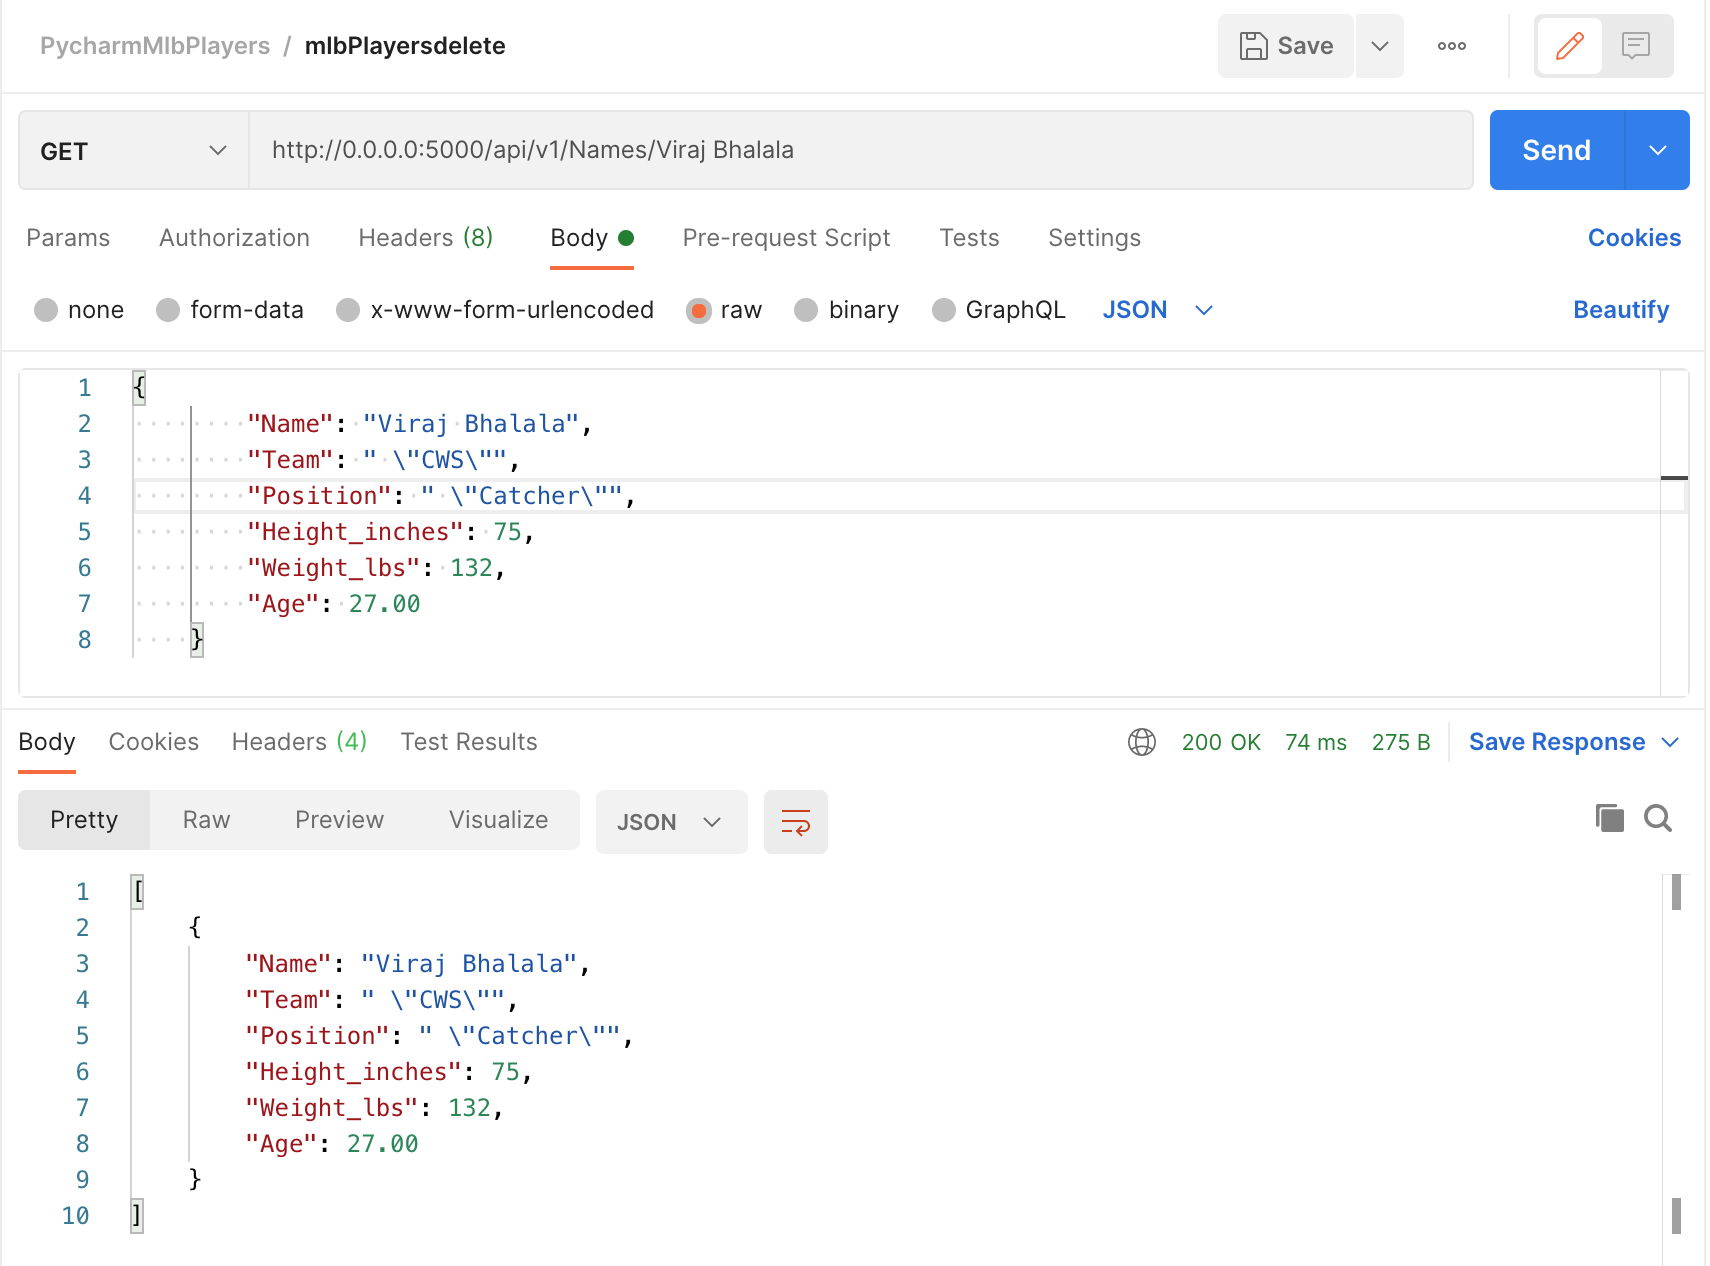 PycharmMlbPlayers / mlbPlayersdelete
Save
GET
http://0.0.0.0:5000/api/v1/Names/Viraj Bhalala
Send
Params Authorization Headers (8) Body Pre-request Script Tests Settings Cookies
none form-data x-www-form-urlencoded raw binary GraphQL JSON Beautify
1 {
2 "Name": "Viraj Bhalala",
3 "Team": " \"CWS\"",
4 "Position": " \"Catcher\"",
5 "Height_inches": 75,
6 "Weight_lbs": 132,
7 "Age": 27.00
8 }
Body Cookies Headers (4) Test Results 200 OK 74 ms 275 B Save Response
Pretty Raw Preview Visualize JSON
1 [
2 {
3 "Name": "Viraj Bhalala",
4 "Team": " \"CWS\"",
5 "Position": " \"Catcher\"",
6 "Height_inches": 75,
7 "Weight_lbs": 132,
8 "Age": 27.00
9 }
10 ]